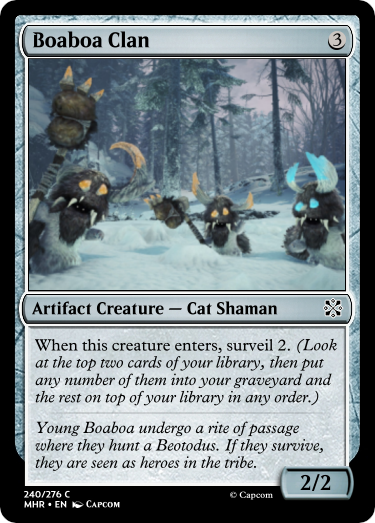 Boaboa Clan 3
Artifact Creature — Cat Shaman
When this creature enters, surveil 2. (Look
at the top two cards of your library, then put
any number of them into your graveyard and
the rest on top of your library in any order.)
Young Boaboa undergo a rite of passage
where they hunt a Beotodus. If they survive,
they are seen as heroes in the tribe.
2/2
240/276 C
MHR • EN CAPCOM
© Capcom